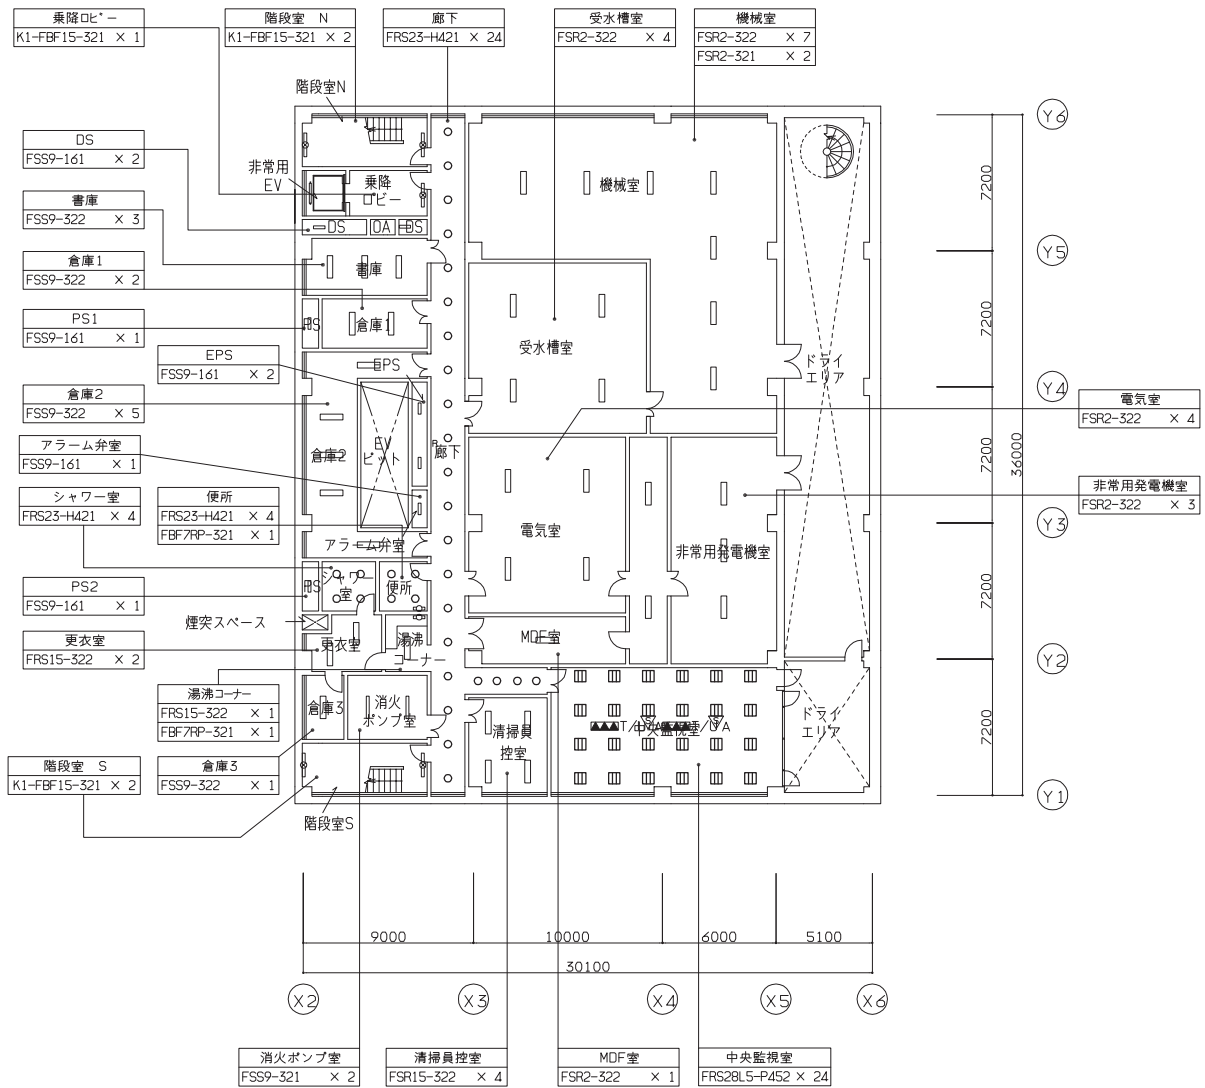 乗降ロビー
K1-FBF15-321 × 1
階段室 N
K1-FBF15-321 × 2
廊下
FRS23-H421 × 24
受水槽室
FSR2-322 × 4
機械室
FSR2-322 × 7
FSR2-321 × 2
DS
FSS9-161 × 2
書庫
FSS9-322 × 3
倉庫1
FSS9-322 × 2
PS1
FSS9-161 × 1
EPS
FSS9-161 × 2
倉庫2
FSS9-322 × 5
アラーム弁室
FSS9-161 × 1
シャワー室
FRS23-H421 × 4
便所
FRS23-H421 × 4
FBF7RP-321 × 1
PS2
FSS9-161 × 1
更衣室
FRS15-322 × 2
湯沸コーナー
FRS15-322 × 1
FBF7RP-321 × 1
階段室 S
K1-FBF15-321 × 2
倉庫3
FSS9-322 × 1
電気室
FSR2-322 × 4
非常用発電機室
FSR2-322 × 3
階段室N
非常用
EV
乗降
ロビー
DS
OA
EDS
書庫
倉庫1
PS
EPS
倉庫2
EV
ピット
廊下
アラーム弁室
PS
シャワー
室
便所
煙突スペース
更衣室
湯沸
コーナー
倉庫3
消火
ポンプ室
階段室S
機械室
受水槽室
電気室
非常用発電機室
MDF室
清掃員
控室
中央監視室
ドライ
エリア
ドライ
エリア
Y6
Y5
Y4
Y3
Y2
Y1
7200
7200
7200
7200
7200
36000
9000
10000
6000
5100
30100
X2
X3
X4
X5
X6
消火ポンプ室
FSS9-321 × 2
清掃員控室
FSR15-322 × 4
MDF室
FSR2-322 × 1
中央監視室
FRS28L5-P452 × 24